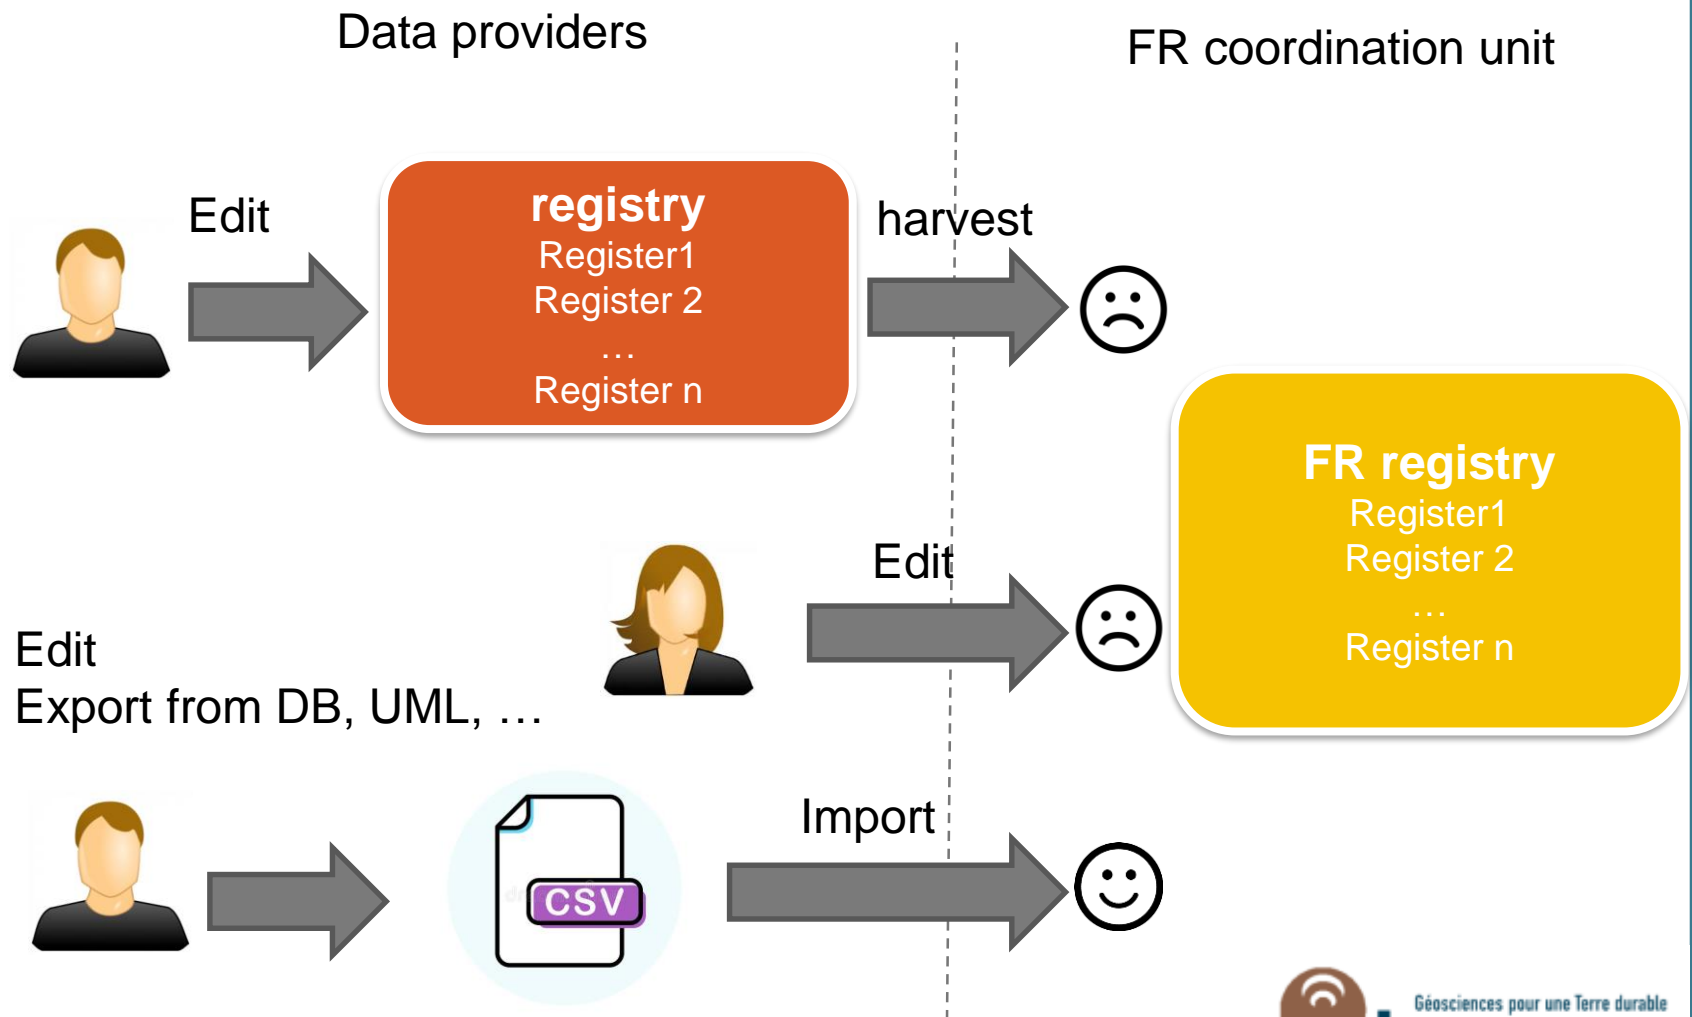 Data providers
FR coordination unit
Edit
registry
Register1
Register 2
…
Register n
harvest
FR registry
Register1
Register 2
…
Register n
Edit
Edit
Export from DB, UML, …
CSV
Import
Géosciences pour une Terre durable